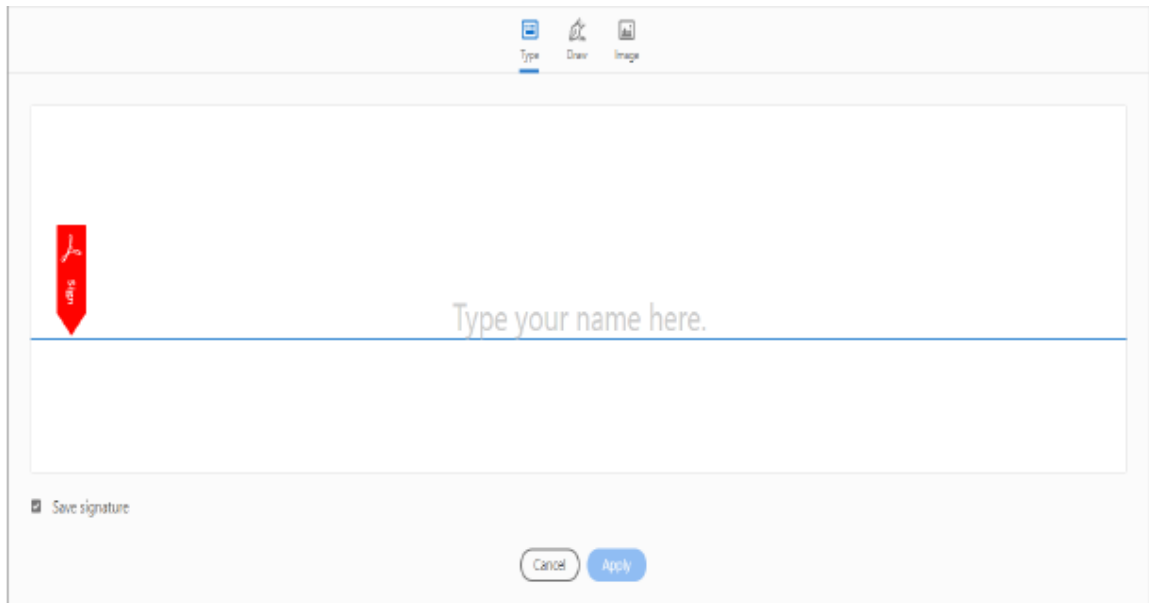 Type Draw Image
Sign
Type your name here.
Save signature
Cancel Apply